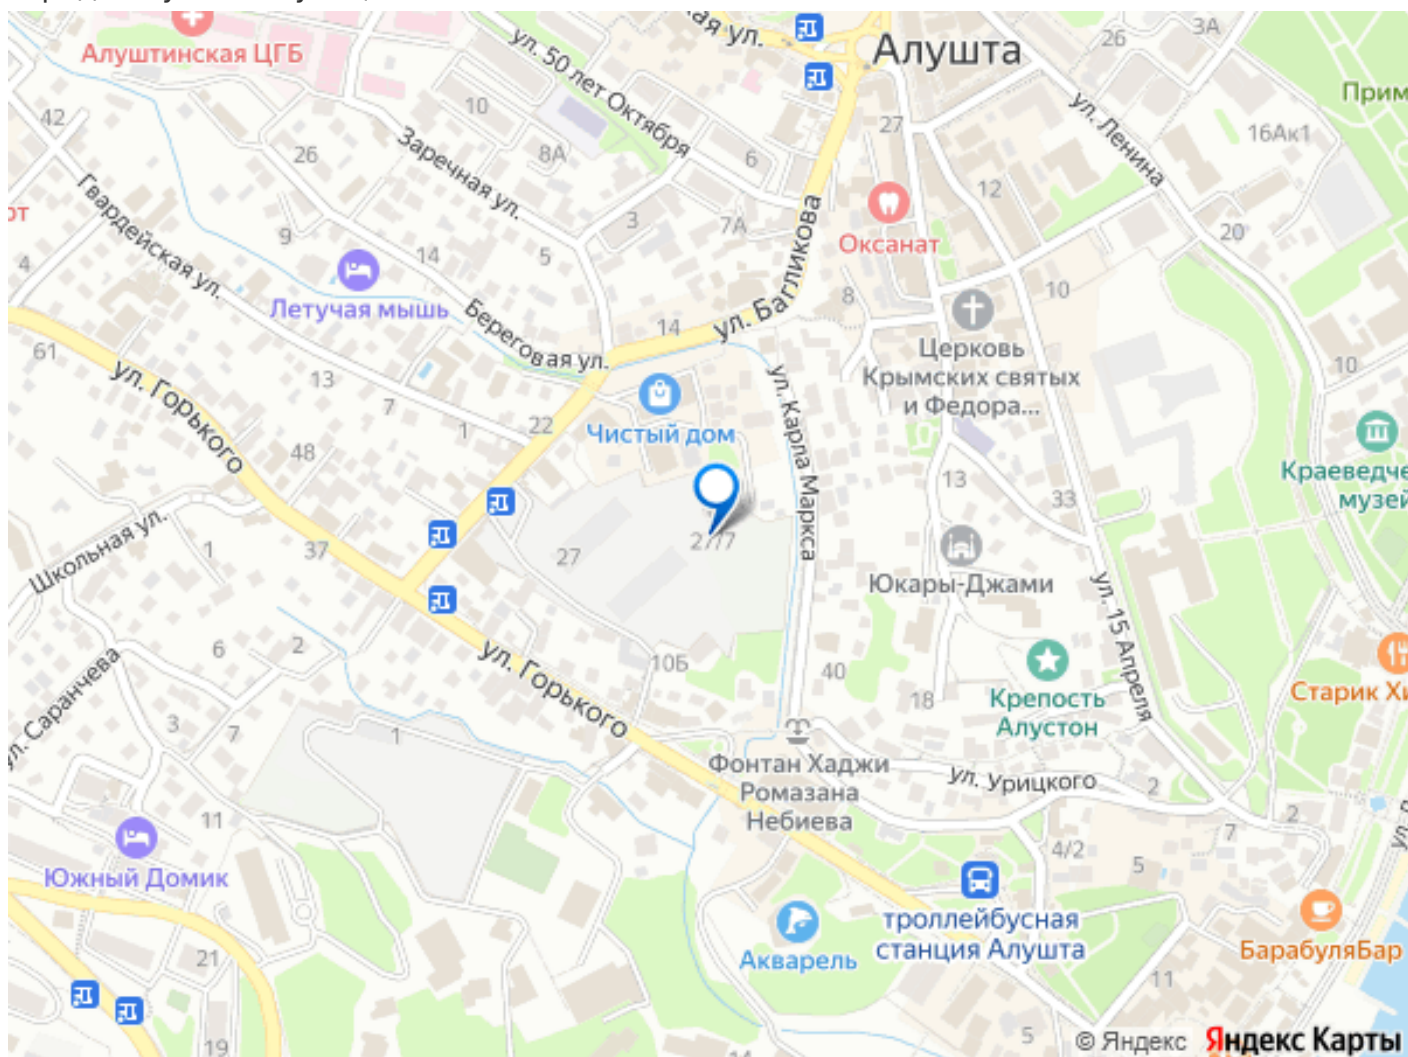 Алушта
Алуштинская ЦГБ
ул. 50 лет Октября
26
3А
Прим
ул. Ленина
16Ак1
42
10
8А
26
Заречная ул.
6
27
12
Гвардейская ул.
3
7А
Оксанат
20
от
9
4
14
5
ул. Багликова
8
10
Летучая мышь
Береговая ул.
14
Церковь
Крымских святых
и Федора...
61
ул. Горького
13
7
1
22
Чистый дом
ул. Карла Маркса
10
Краеведче
музей
48
13
33
Школьная ул.
1
37
27
27/7
Юкары-Джами
ул. 15 Апреля
6
2
ул. Горького
10Б
40
18
Крепость
Алустон
Старик Хи
ул. Саранчева
3
7
1
Фонтан Хаджи
Ромазана
Небиева
ул. Урицкого
2
2
7
11
Южный Домик
4/2
5
троллейбусная
станция Алушта
Акварель
БарабуляБар
21
11
19
5
© Яндекс Яндекс Карты